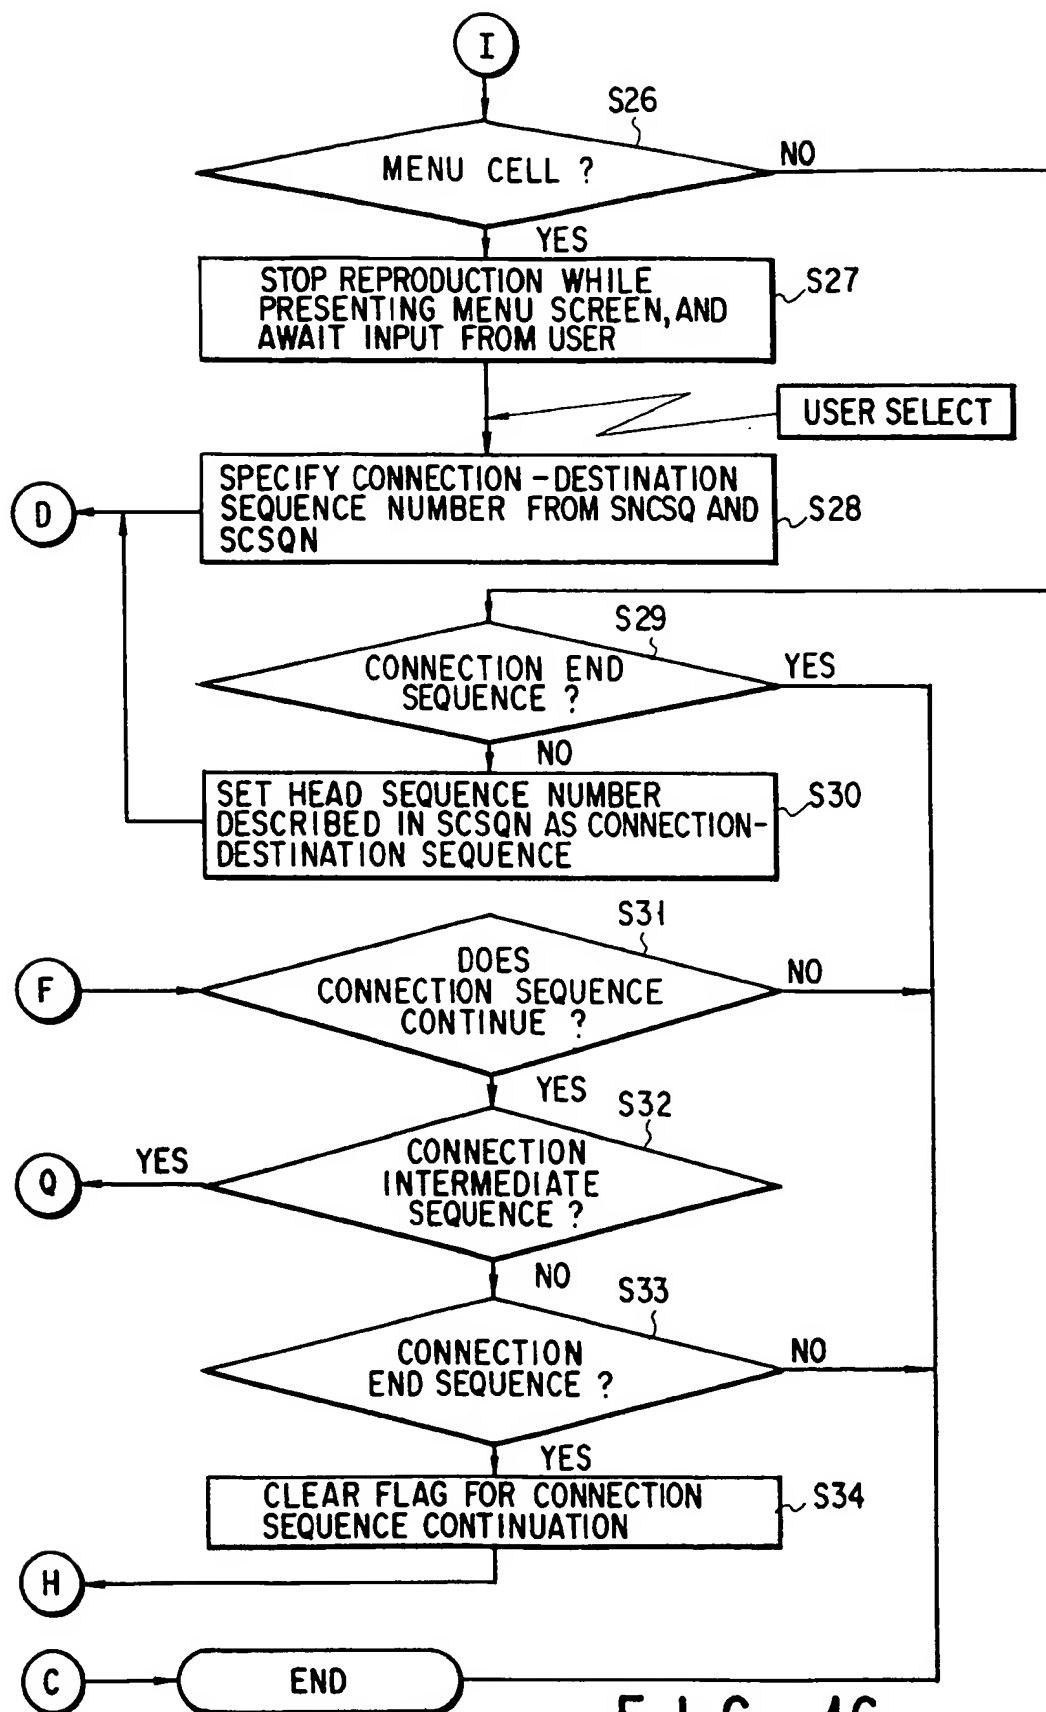 I
S26
MENU CELL ?
NO
YES
STOP REPRODUCTION WHILE
PRESENTING MENU SCREEN, AND
AWAIT INPUT FROM USER
S27
USER SELECT
SPECIFY CONNECTION-DESTINATION
SEQUENCE NUMBER FROM SNCSQ AND
SCSQN
S28
D
S29
CONNECTION END
SEQUENCE ?
YES
NO
SET HEAD SEQUENCE NUMBER
DESCRIBED IN SCSQN AS CONNECTION-
DESTINATION SEQUENCE
S30
S31
F
DOES
CONNECTION SEQUENCE
CONTINUE ?
NO
YES
S32
Q
YES
CONNECTION
INTERMEDIATE
SEQUENCE ?
NO
S33
CONNECTION
END SEQUENCE ?
NO
YES
CLEAR FLAG FOR CONNECTION
SEQUENCE CONTINUATION
S34
H
C
END
FIG. 16